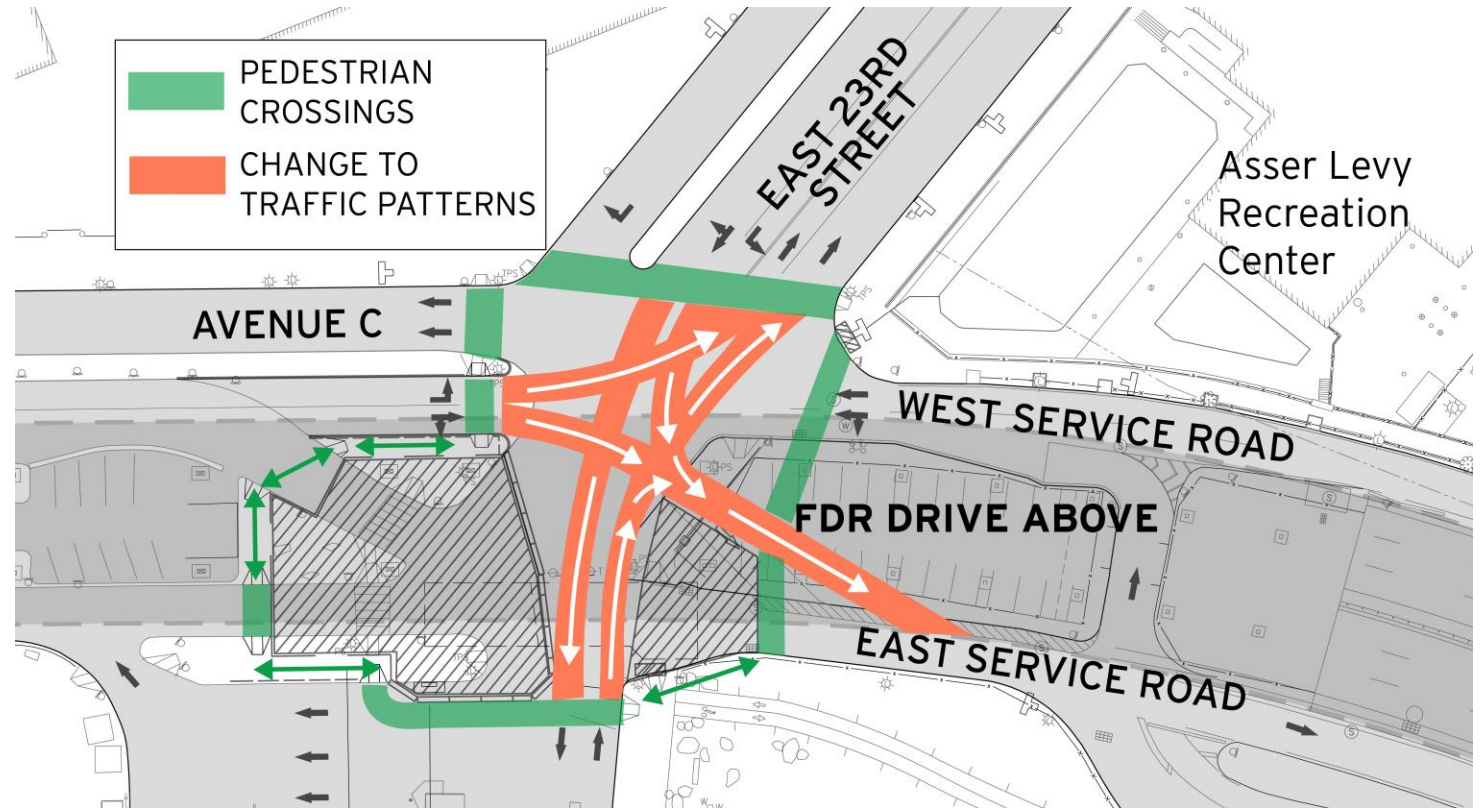 PEDESTRIAN
CROSSINGS
CHANGE TO
TRAFFIC PATTERNS
EAST 23RD
STREET
Asser Levy
Recreation
Center
AVENUE C
WEST SERVICE ROAD
FDR DRIVE ABOVE
EAST SERVICE ROAD